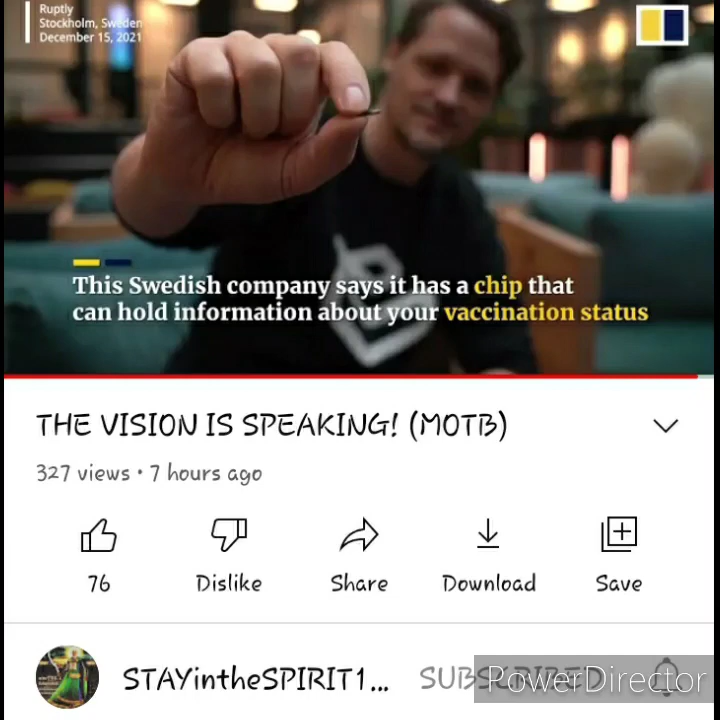 Ruptly
Stockholm, Sweden
December 15, 2021
This Swedish company says it has a chip that
can hold information about your vaccination status
THE VISION IS SPEAKING! (MOTB)
327 views • 7 hours ago
76 Dislike Share Download Save
STAYintheSPIRIT1... SUBSCRIBED
PowerDirector